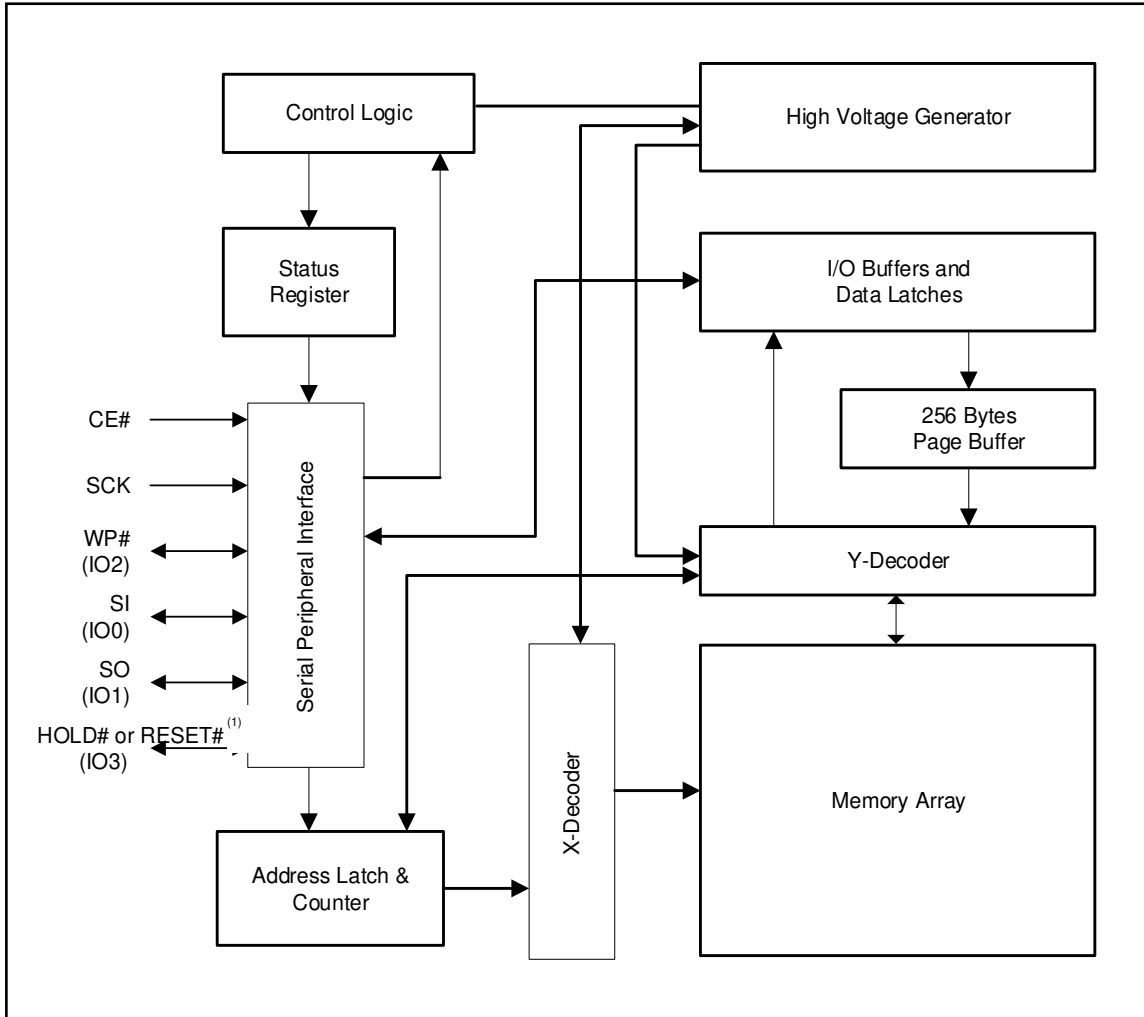 Control Logic
High Voltage Generator
Status
Register
I/O Buffers and
Data Latches
256 Bytes
Page Buffer
CE#
SCK
WP#
(IO2)
SI
(IO0)
SO
(IO1)
HOLD# or RESET# (1)
(IO3)
Serial Peripheral Interface
Y-Decoder
X-Decoder
Memory Array
Address Latch &
Counter